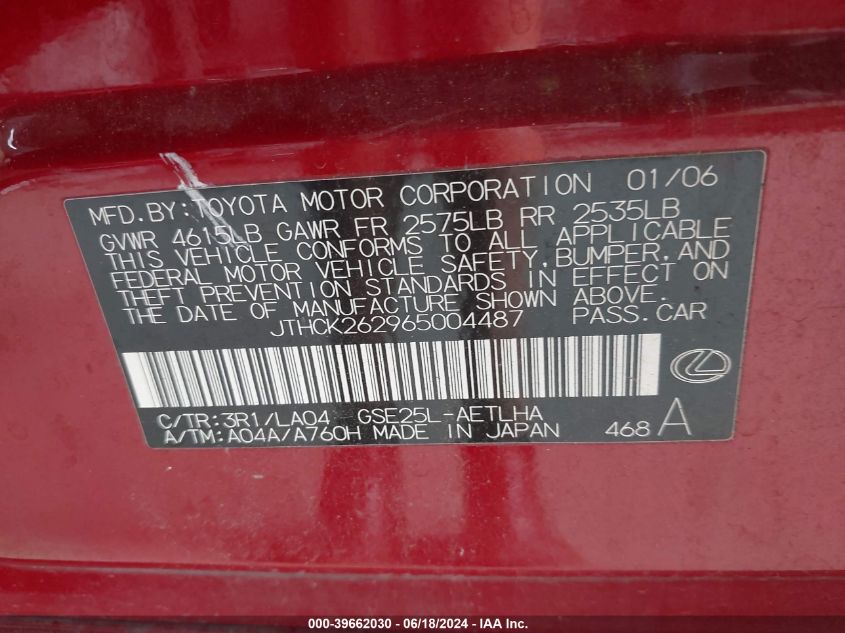 MFD.BY:TOYOTA MOTOR CORPORATION 01/06
GVWR 4615LB GAWR FR 2575LB RR 2535LB
THIS VEHICLE CONFORMS TO ALL APPLICABLE
FEDERAL MOTOR VEHICLE SAFETY,BUMPER,AND
THEFT PREVENTION STANDARDS IN EFFECT ON
THE DATE OF MANUFACTURE SHOWN ABOVE.
JTHCK262965004487 PASS.CAR
C/TR:3R1/LA04 GSE25L-AETLHA
A/TM:A04A/A760H MADE IN JAPAN 468 A
000-39662030 - 06/18/2024 - IAA Inc.